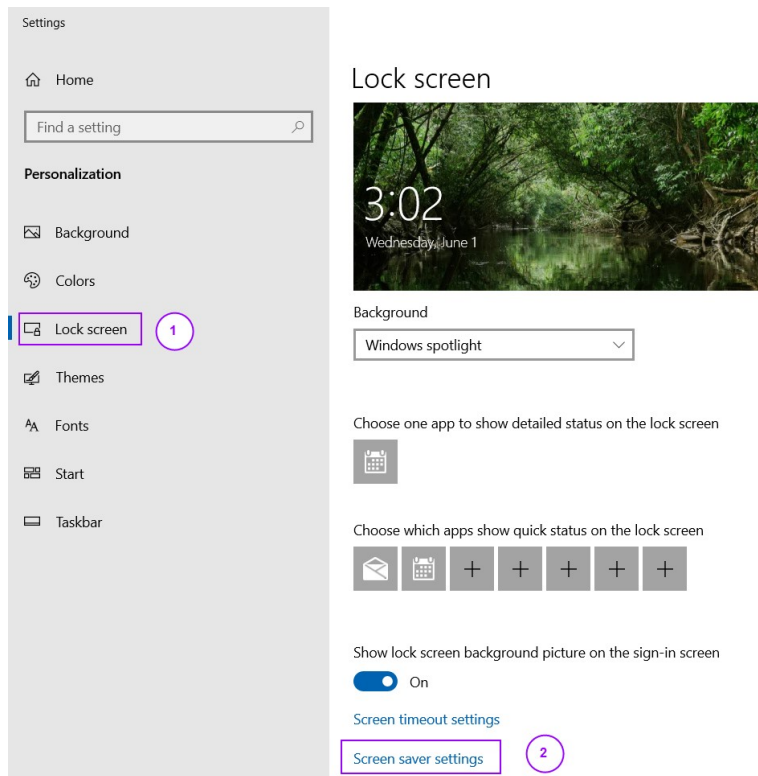 Settings
Home
Find a setting
Personalization
Background
Colors
Lock screen
1
Themes
Fonts
Start
Taskbar
Lock screen
3:02
Wednesday, June 1
Background
Windows spotlight
Choose one app to show detailed status on the lock screen
Choose which apps show quick status on the lock screen
Show lock screen background picture on the sign-in screen
On
Screen timeout settings
Screen saver settings
2